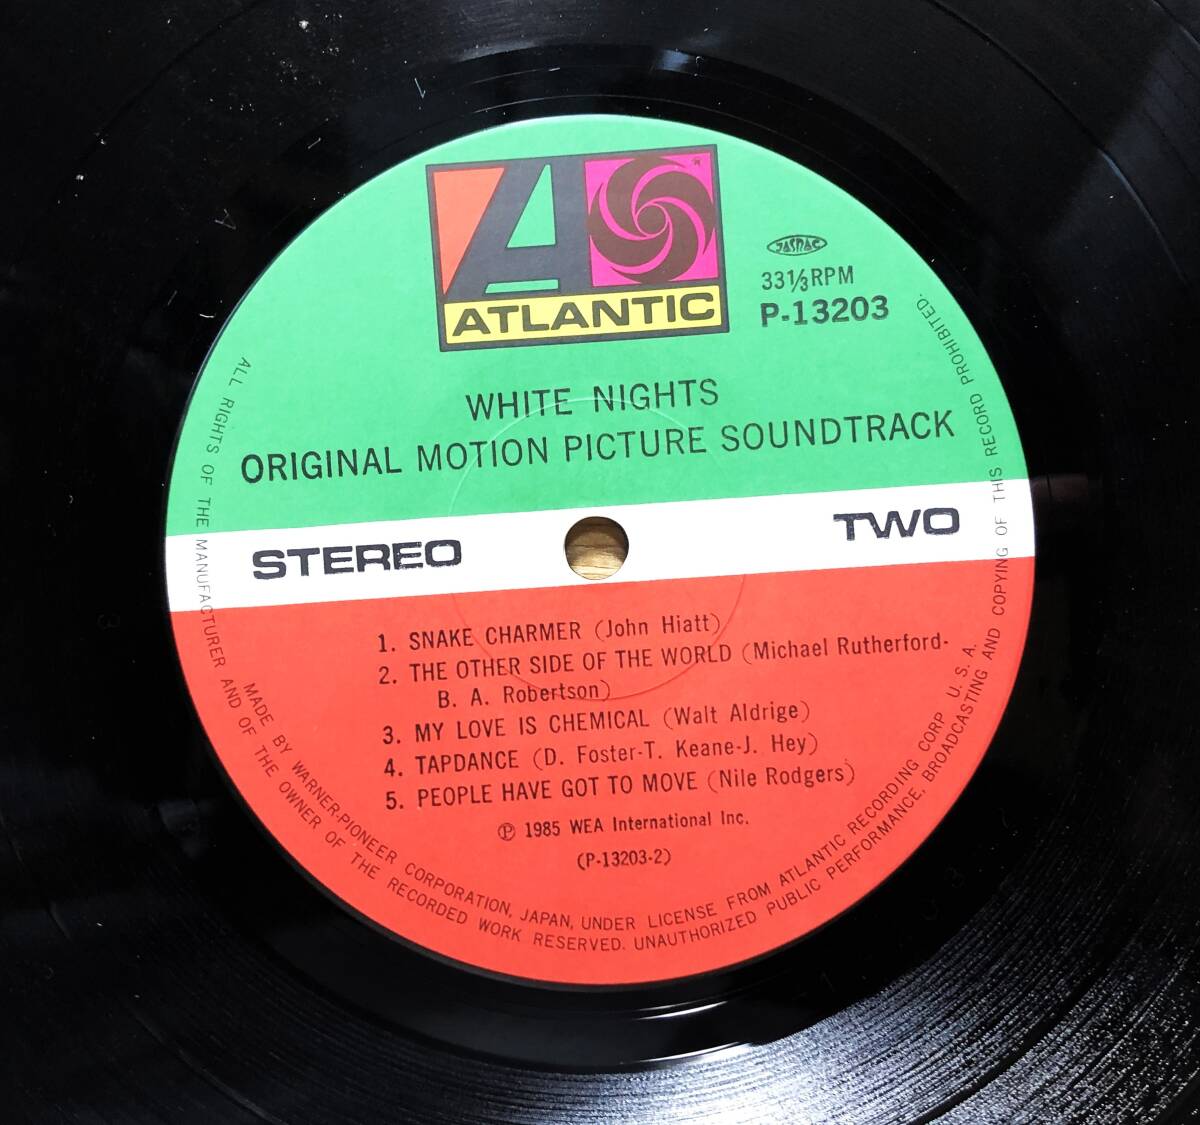 ATLANTIC
JASRAC
33 1/3 RPM
P-13203
WHITE NIGHTS
ORIGINAL MOTION PICTURE SOUNDTRACK
STEREO
TWO
1. SNAKE CHARMER (John Hiatt)
2. THE OTHER SIDE OF THE WORLD (Michael Rutherford-
B. A. Robertson)
3. MY LOVE IS CHEMICAL (Walt Aldrige)
4. TAPDANCE (D. Foster-T. Keane-J. Hey)
5. PEOPLE HAVE GOT TO MOVE (Nile Rodgers)
Ⓟ 1985 WEA International Inc.
(P-13203-2)
MADE BY WARNER-PIONEER CORPORATION, JAPAN, UNDER LICENSE FROM ATLANTIC RECORDING CORP U. S. A.
ALL RIGHTS OF THE MANUFACTURER AND OF THE OWNER OF THE RECORDED WORK RESERVED. UNAUTHORIZED PUBLIC PERFORMANCE, BROADCASTING AND COPYING OF THIS RECORD PROHIBITED.